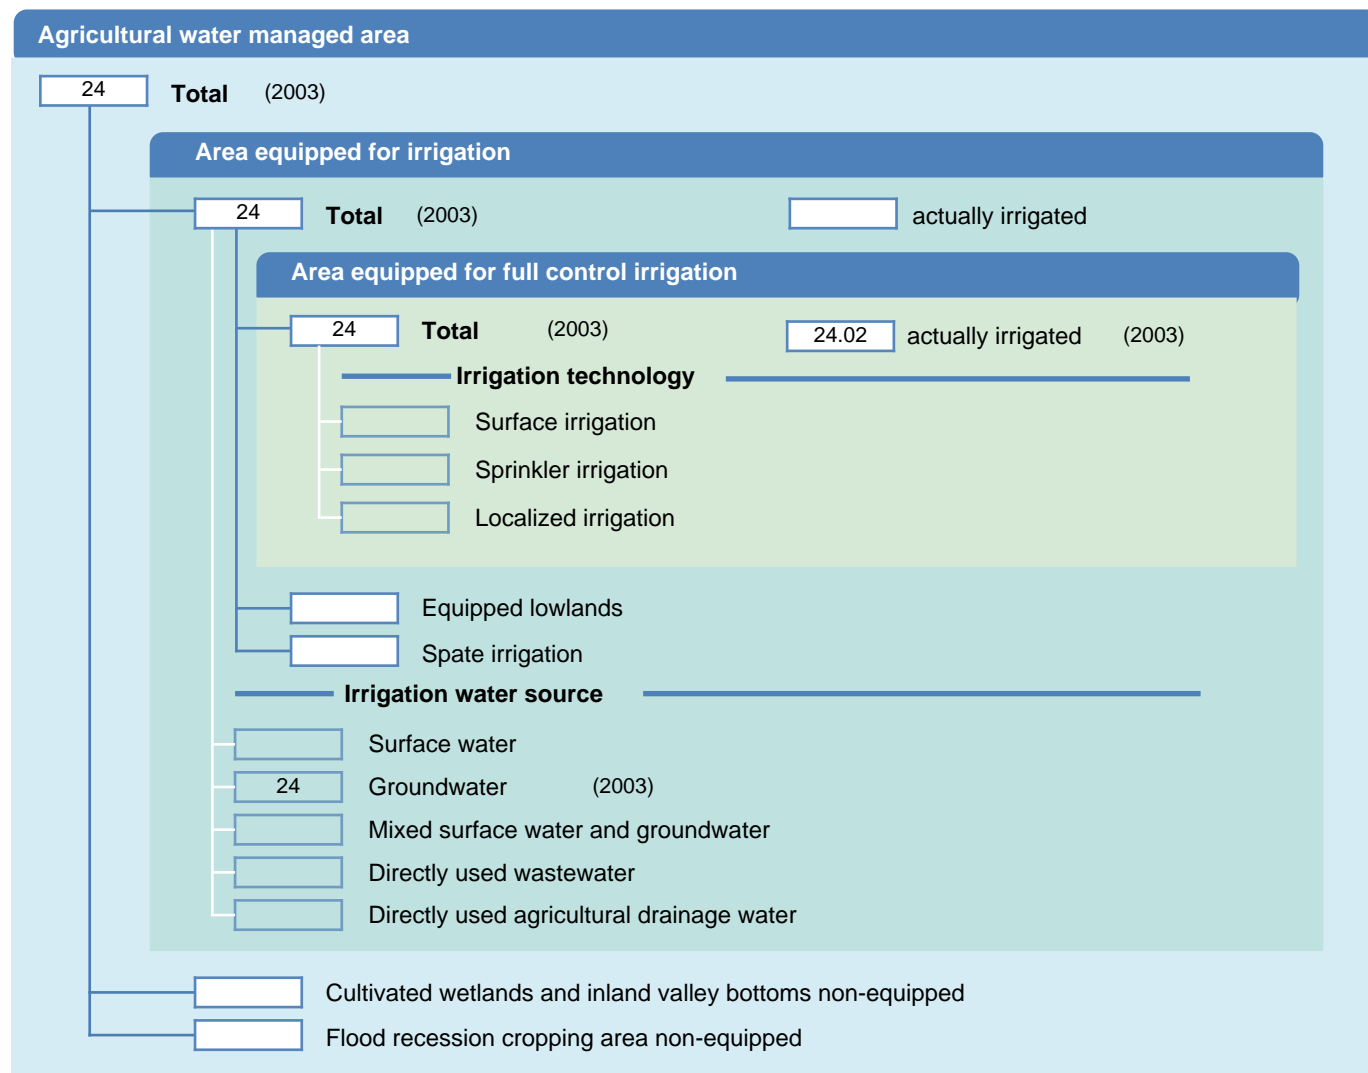 Agricultural water managed area
24 Total (2003)
Area equipped for irrigation
24 Total (2003) actually irrigated
Area equipped for full control irrigation
24 Total (2003) 24.02 actually irrigated (2003)
Irrigation technology
Surface irrigation
Sprinkler irrigation
Localized irrigation
Equipped lowlands
Spate irrigation
Irrigation water source
Surface water
24 Groundwater (2003)
Mixed surface water and groundwater
Directly used wastewater
Directly used agricultural drainage water
Cultivated wetlands and inland valley bottoms non-equipped
Flood recession cropping area non-equipped